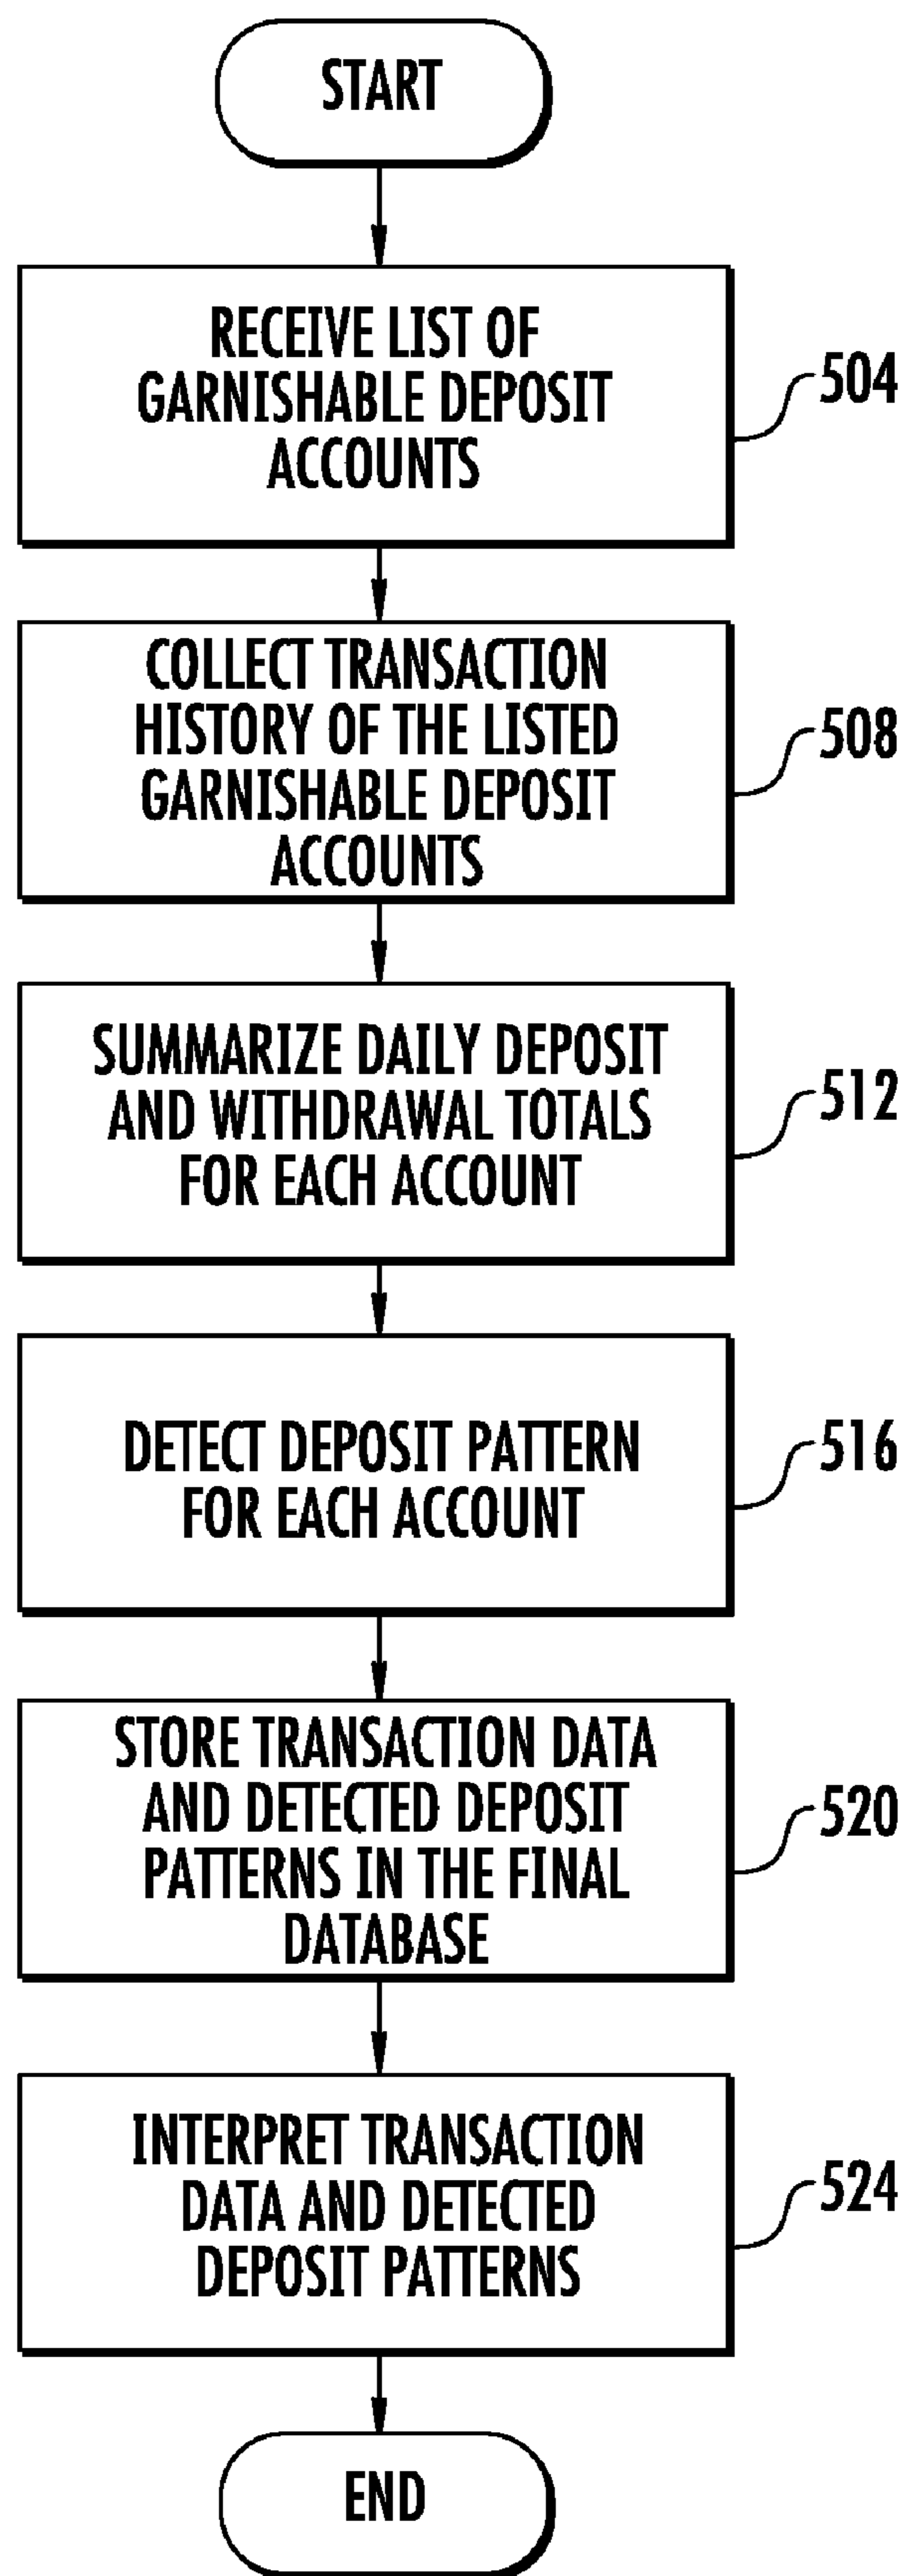 START
RECEIVE LIST OF
GARNISHABLE DEPOSIT
ACCOUNTS
504
COLLECT TRANSACTION
HISTORY OF THE LISTED
GARNISHABLE DEPOSIT
ACCOUNTS
508
SUMMARIZE DAILY DEPOSIT
AND WITHDRAWAL TOTALS
FOR EACH ACCOUNT
512
DETECT DEPOSIT PATTERN
FOR EACH ACCOUNT
516
STORE TRANSACTION DATA
AND DETECTED DEPOSIT
PATTERNS IN THE FINAL
DATABASE
520
INTERPRET TRANSACTION
DATA AND DETECTED
DEPOSIT PATTERNS
524
END